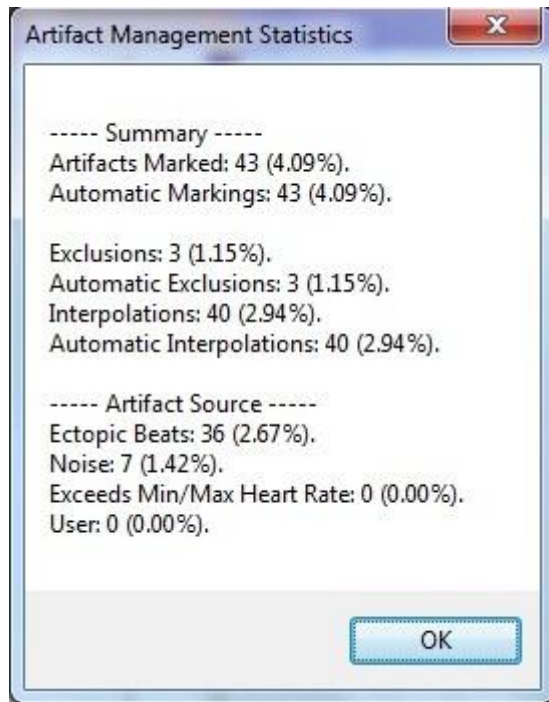 Artifact Management Statistics
----- Summary -----
Artifacts Marked: 43 (4.09%).
Automatic Markings: 43 (4.09%).
Exclusions: 3 (1.15%).
Automatic Exclusions: 3 (1.15%).
Interpolations: 40 (2.94%).
Automatic Interpolations: 40 (2.94%).
----- Artifact Source -----
Ectopic Beats: 36 (2.67%).
Noise: 7 (1.42%).
Exceeds Min/Max Heart Rate: 0 (0.00%).
User: 0 (0.00%).
OK